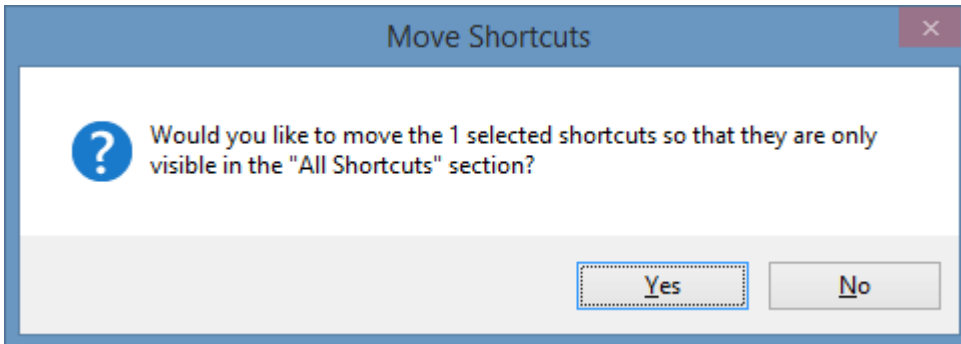 Move Shortcuts
Would you like to move the 1 selected shortcuts so that they are only
visible in the "All Shortcuts" section?
Yes
No